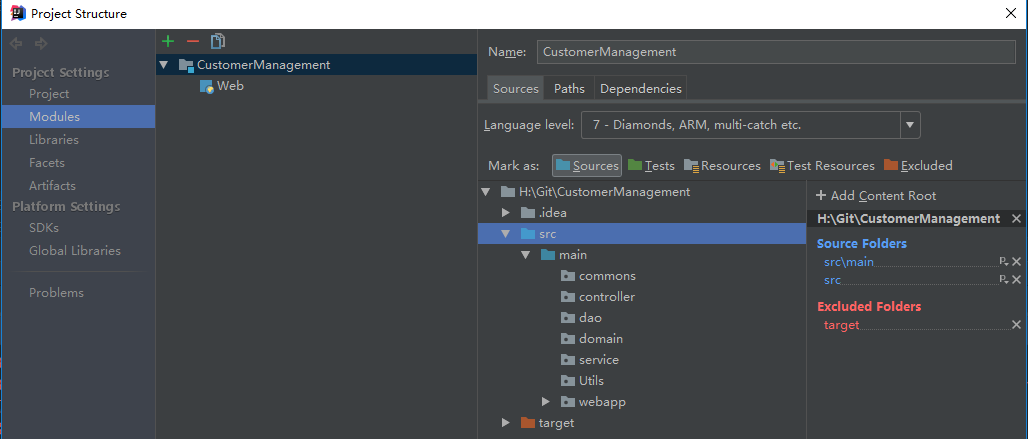 Project Structure
Project Settings
Project
Modules
Libraries
Facets
Artifacts
Platform Settings
SDKs
Global Libraries
Problems
CustomerManagement
Web
Name: CustomerManagement
Sources Paths Dependencies
Language level: 7 - Diamonds, ARM, multi-catch etc.
Mark as: Sources Tests Resources Test Resources Excluded
H:\Git\CustomerManagement
.idea
src
main
commons
controller
dao
domain
service
Utils
webapp
target
+ Add Content Root
H:\Git\CustomerManagement
Source Folders
src\main
src
Excluded Folders
target